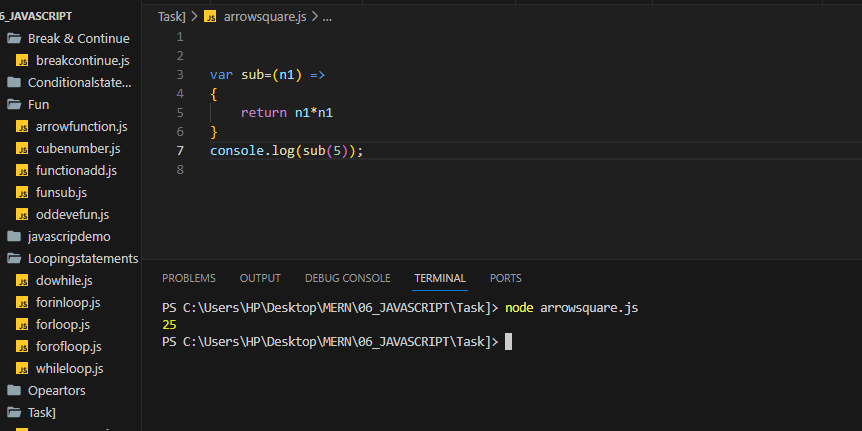 6_JAVASCRIPT
Break & Continue
JS breakcontinue.js
Conditionalstate...
Fun
JS arrowfunction.js
JS cubenumber.js
JS functionadd.js
JS funsub.js
JS oddevefun.js
javascripdemo
Loopingstatements
JS dowhile.js
JS forinloop.js
JS forloop.js
JS forofloop.js
JS whileloop.js
Opeartors
Task]
Task] > JS arrowsquare.js > ...
1
2
3 var sub=(n1) =>
4 {
5 return n1*n1
6 }
7 console.log(sub(5));
8
PROBLEMS OUTPUT DEBUG CONSOLE TERMINAL PORTS
PS C:\Users\HP\Desktop\MERN\06_JAVASCRIPT\Task]> node arrowsquare.js
25
PS C:\Users\HP\Desktop\MERN\06_JAVASCRIPT\Task]>